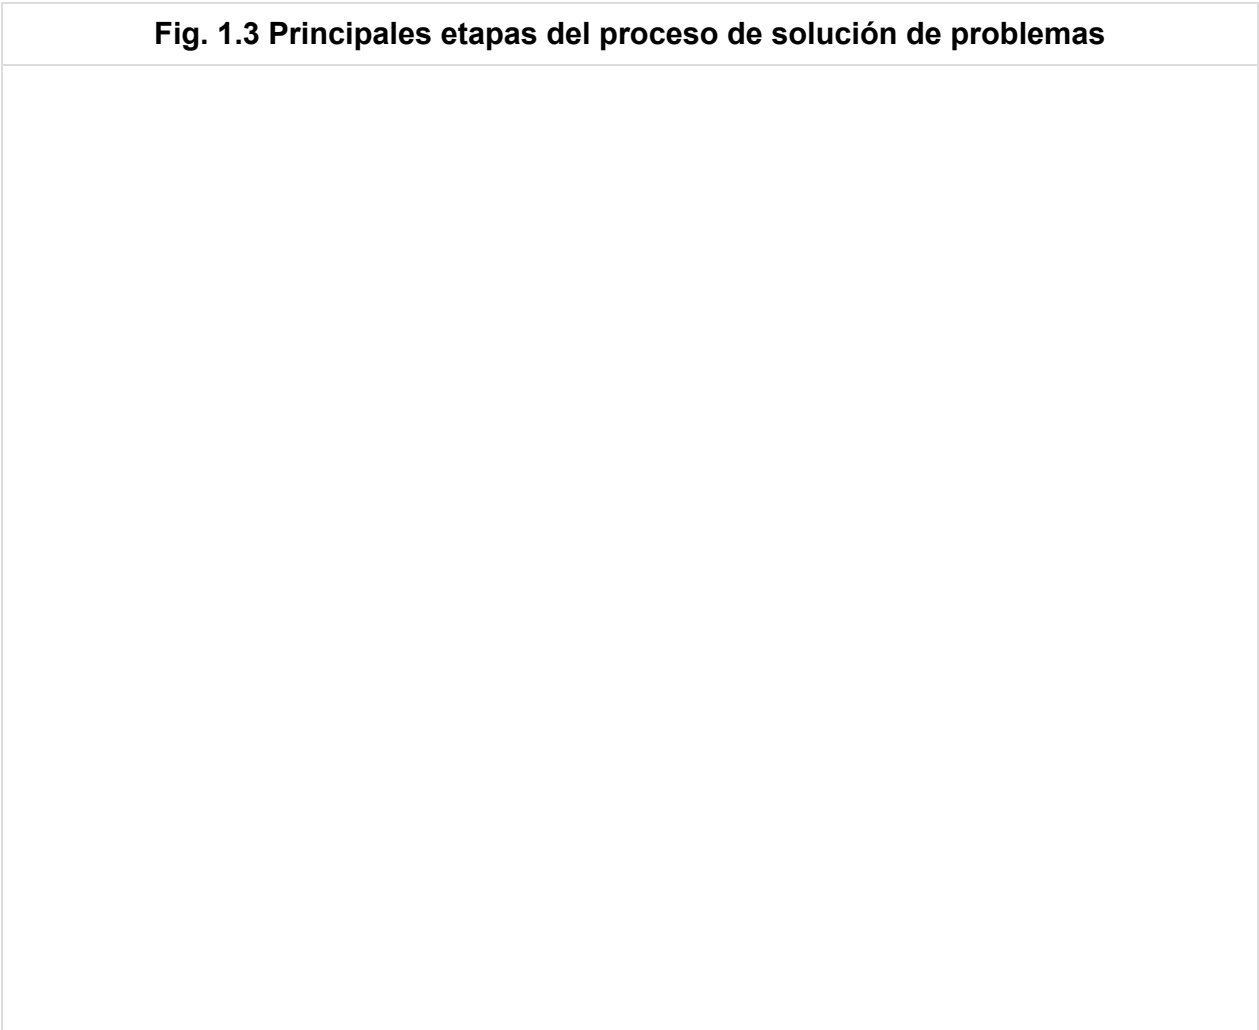 Fig. 1.3 Principales etapas del proceso de solución de problemas